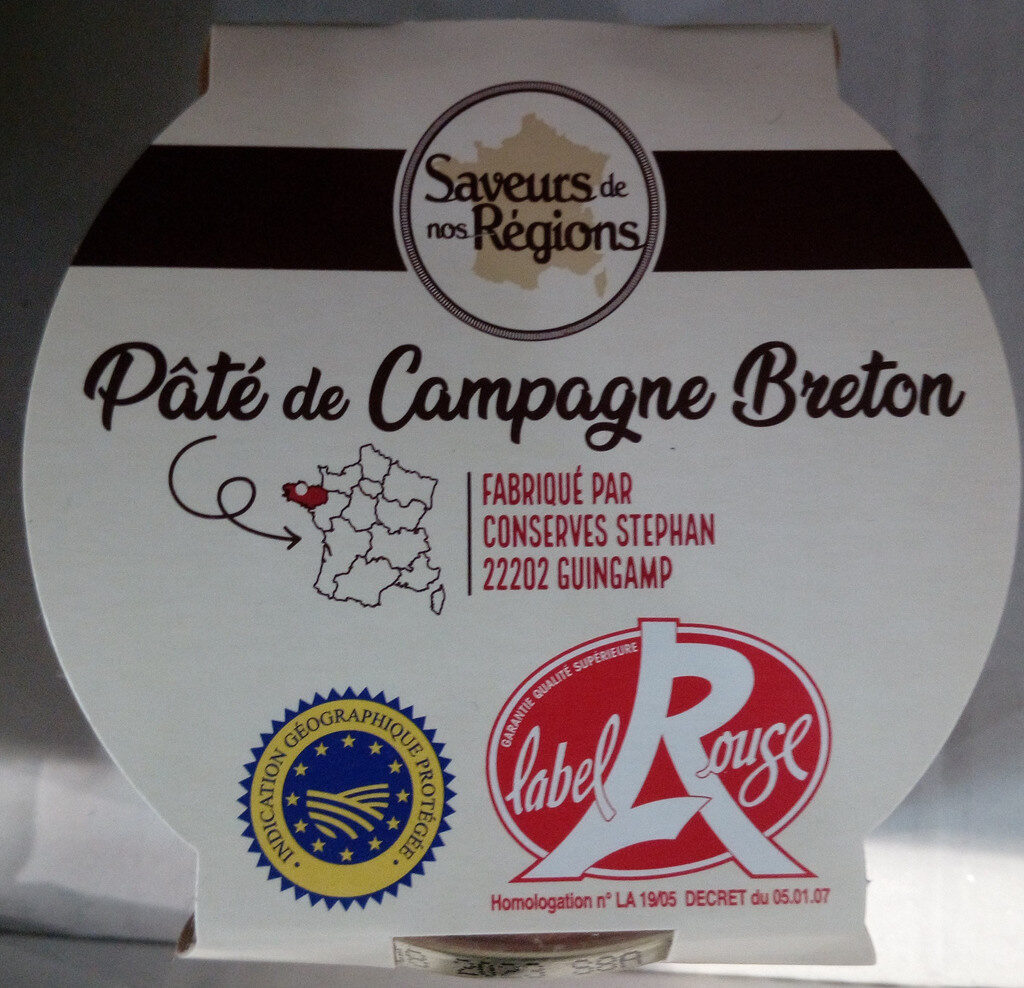 Saveurs de
nos Régions
Pâté de Campagne Breton
FABRIQUÉ PAR
CONSERVES STEPHAN
22202 GUINGAMP
INDICATION GÉOGRAPHIQUE PROTÉGÉE
GARANTIE QUALITÉ SUPÉRIEURE
label Rouge
Homologation n° LA 19/05 DECRET du 05.01.07